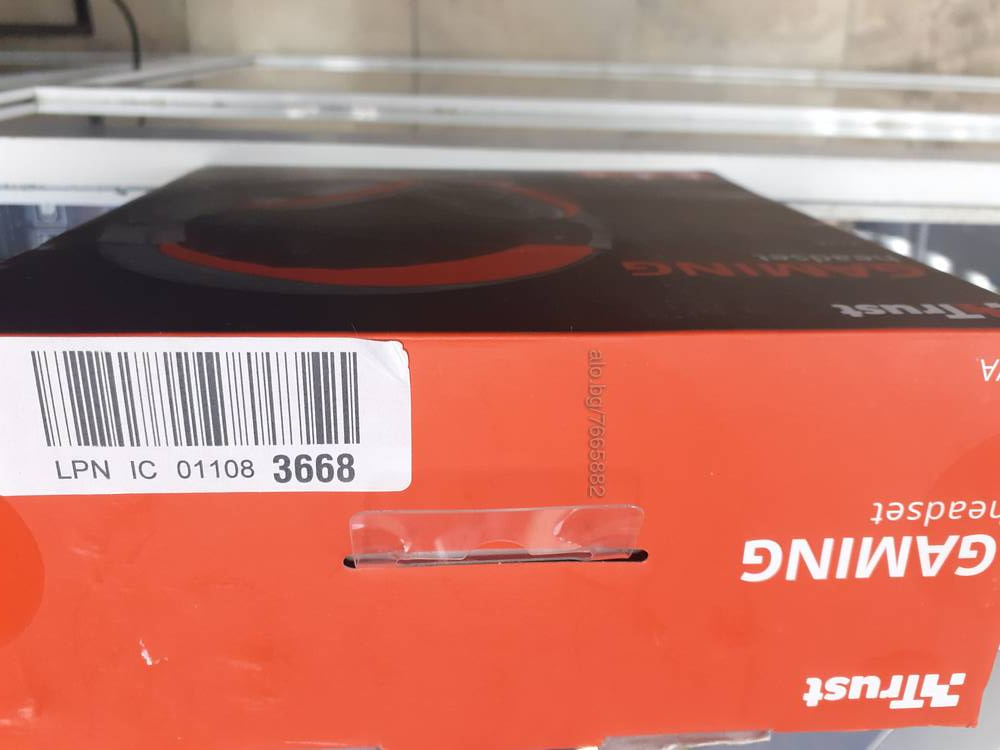 GAMING
headset
Trust
LPN IC 01108 3668
alo.bg/7665882
headset
GAMING
Trust